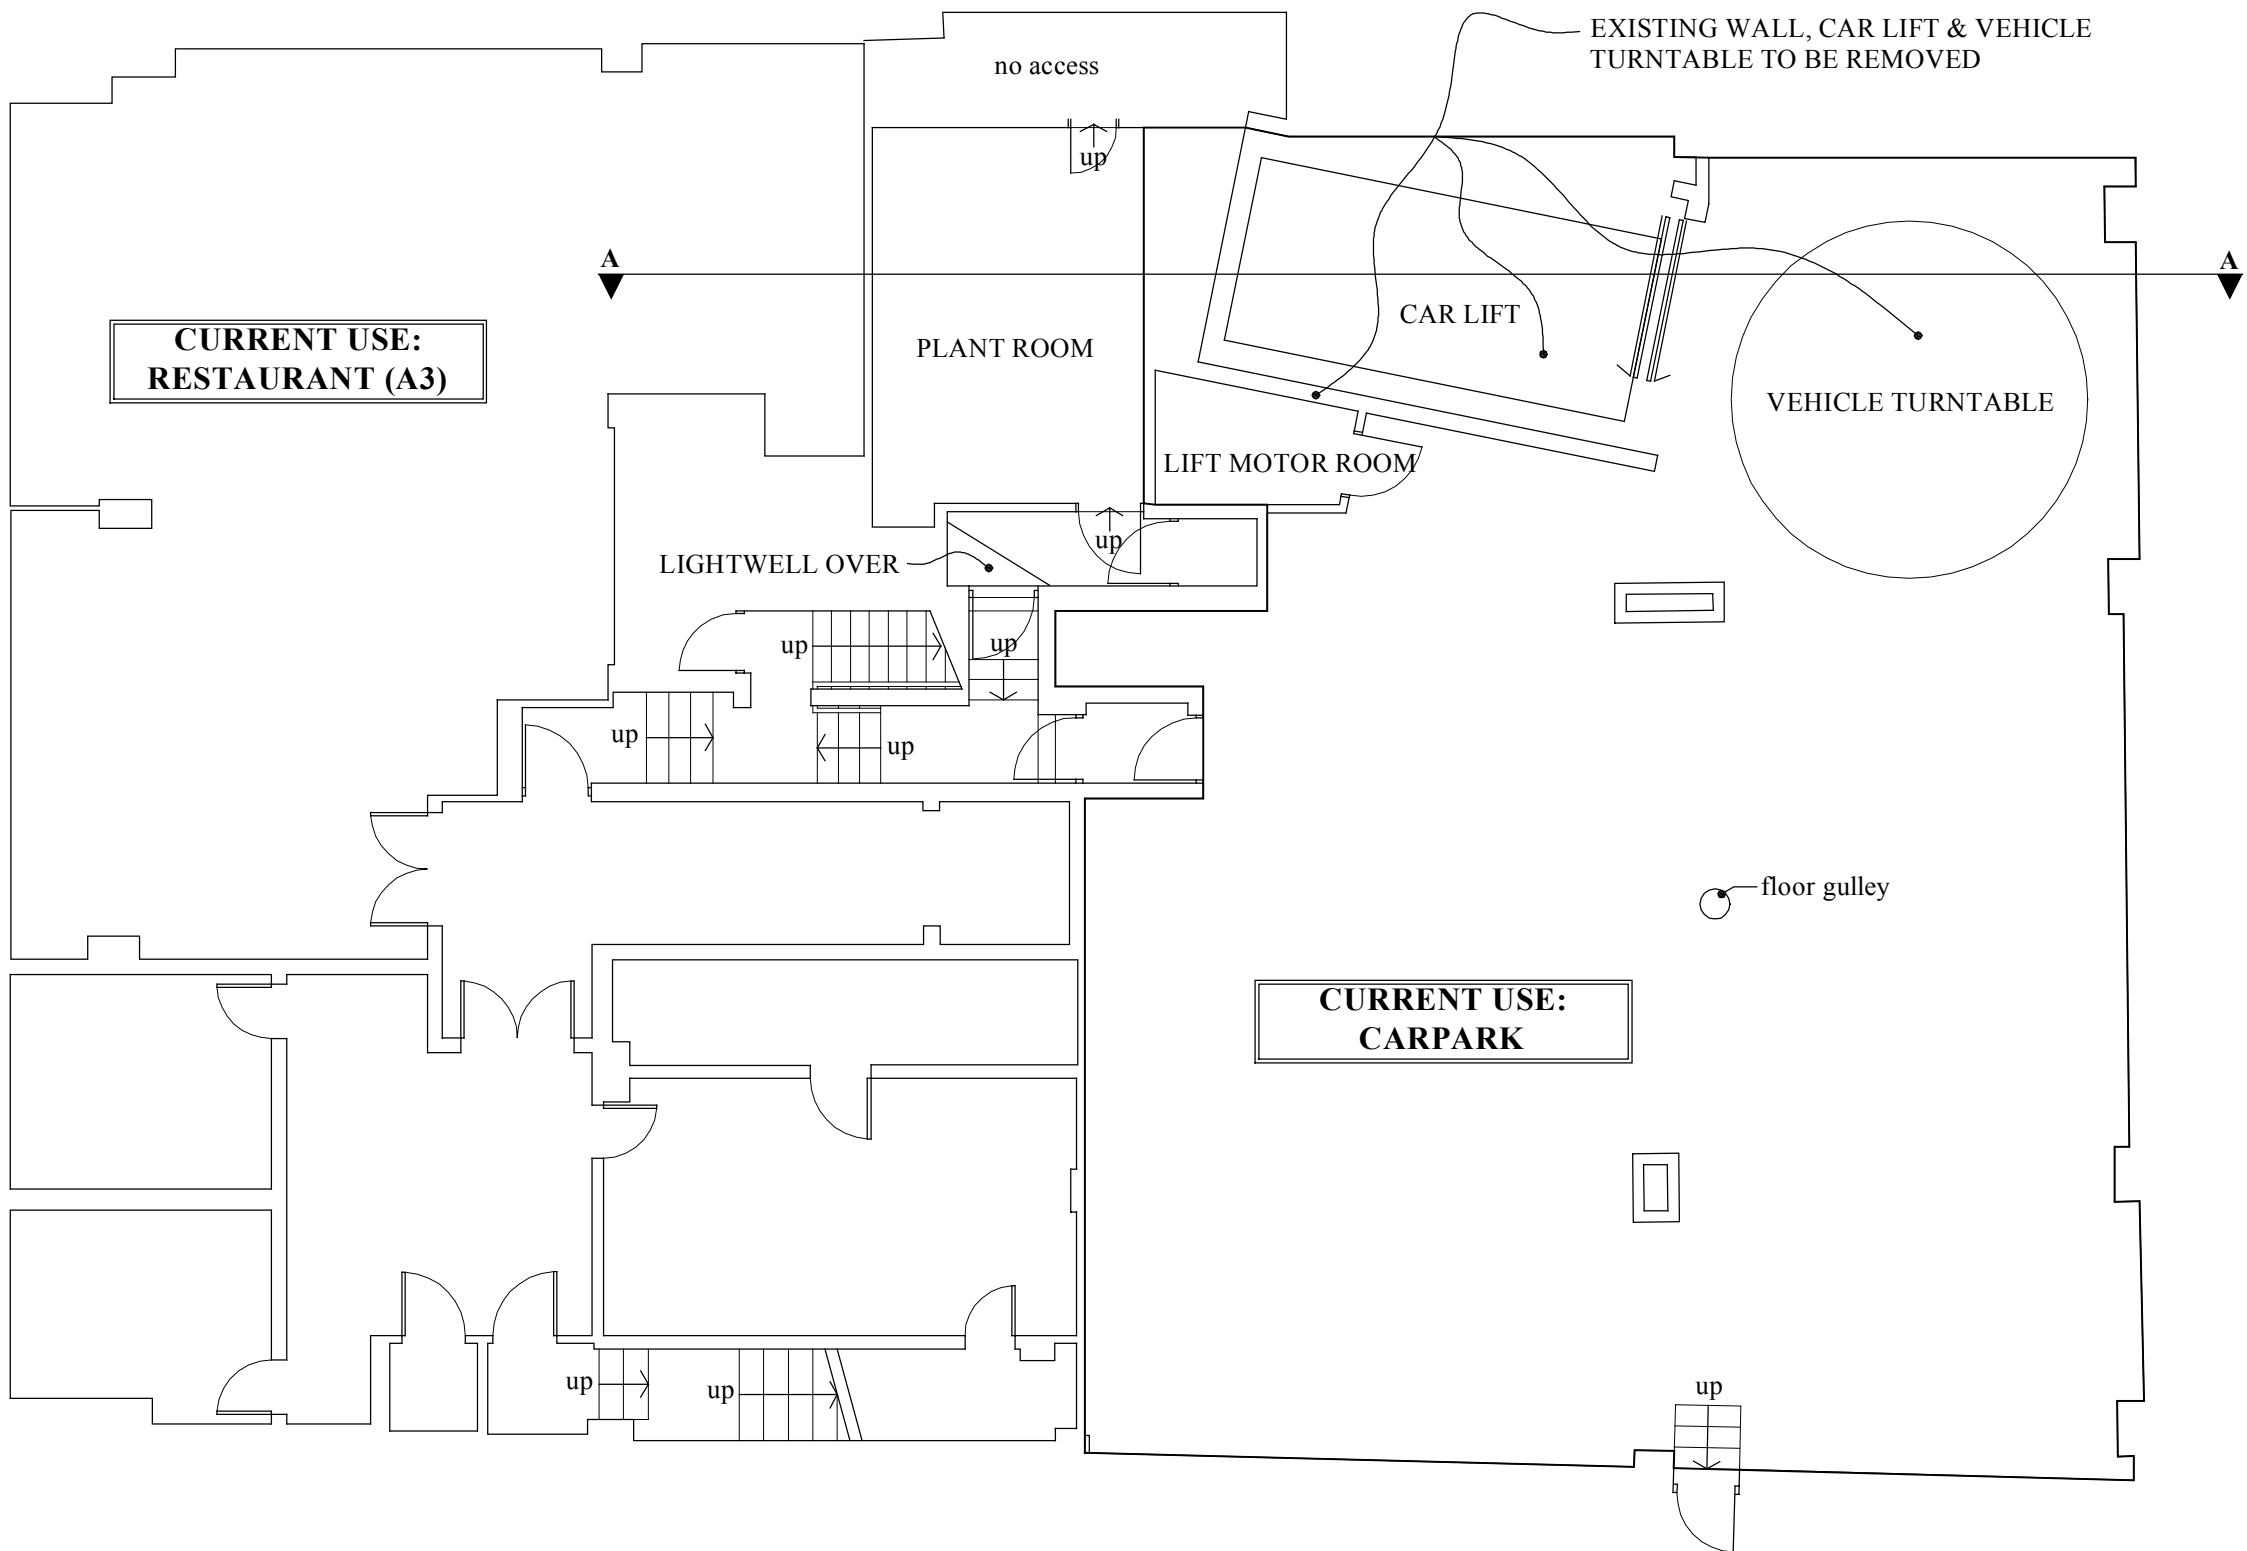 EXISTING WALL, CAR LIFT & VEHICLE
TURNTABLE TO BE REMOVED
no access
up
A
A
CURRENT USE:
RESTAURANT (A3)
PLANT ROOM
CAR LIFT
VEHICLE TURNTABLE
LIFT MOTOR ROOM
up
LIGHTWELL OVER
up
up
up
up
floor gulley
CURRENT USE:
CARPARK
up
up
up